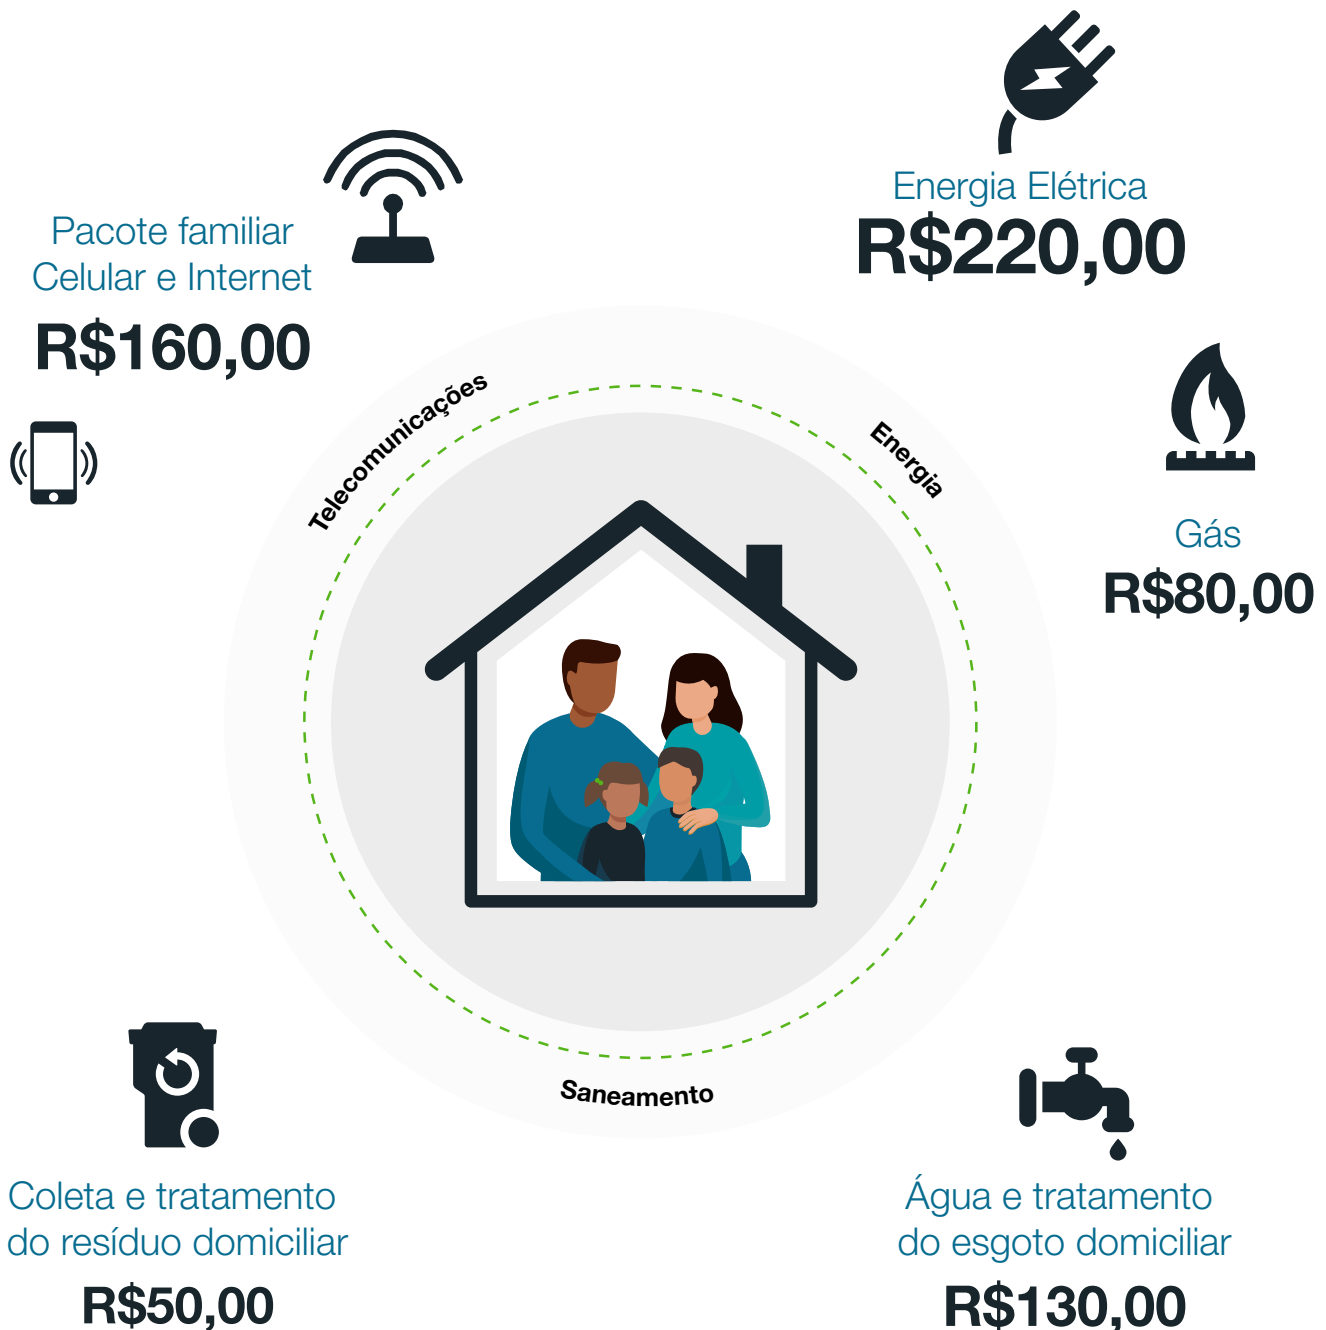 Energia Elétrica
R$220,00
Pacote familiar
Celular e Internet
R$160,00
Telecomunicações
Energia
Gás
R$80,00
Saneamento
Coleta e tratamento
do resíduo domiciliar
R$50,00
Água e tratamento
do esgoto domiciliar
R$130,00